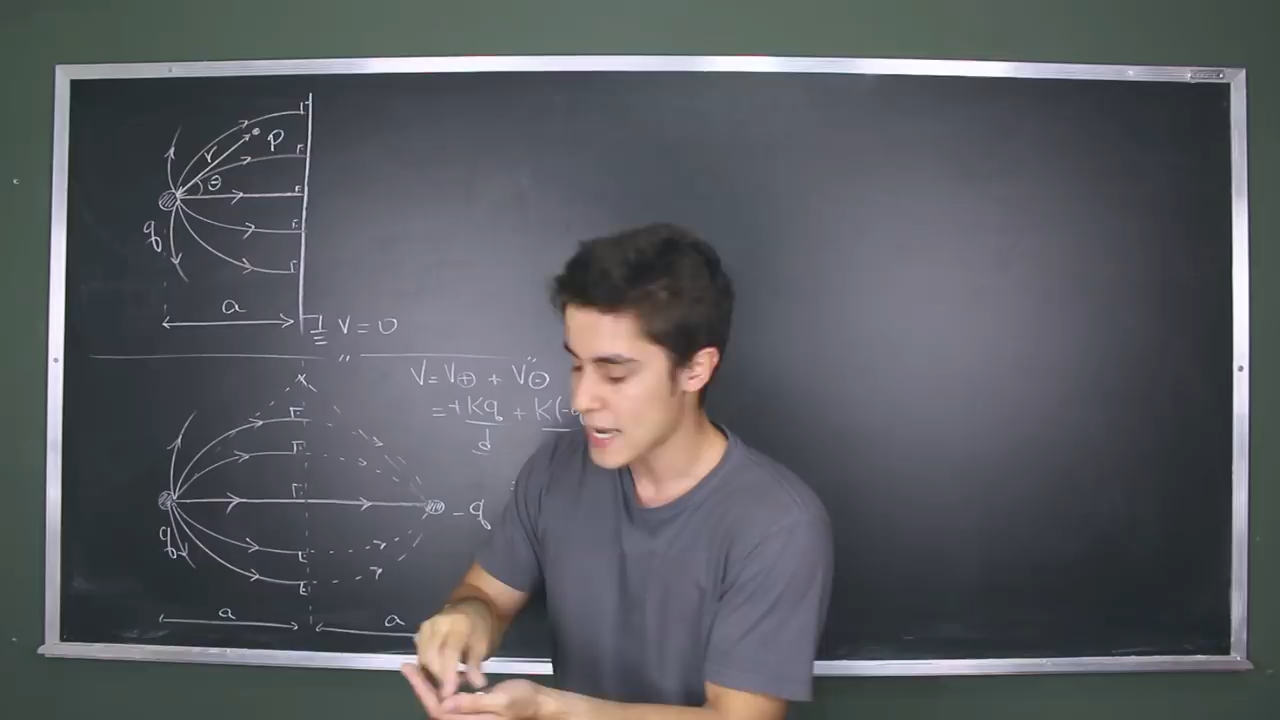 r
P
θ
q
a
V = 0
V = V⊕ + V⊖
= +Kq + K(-q
d
- q
q
a
a